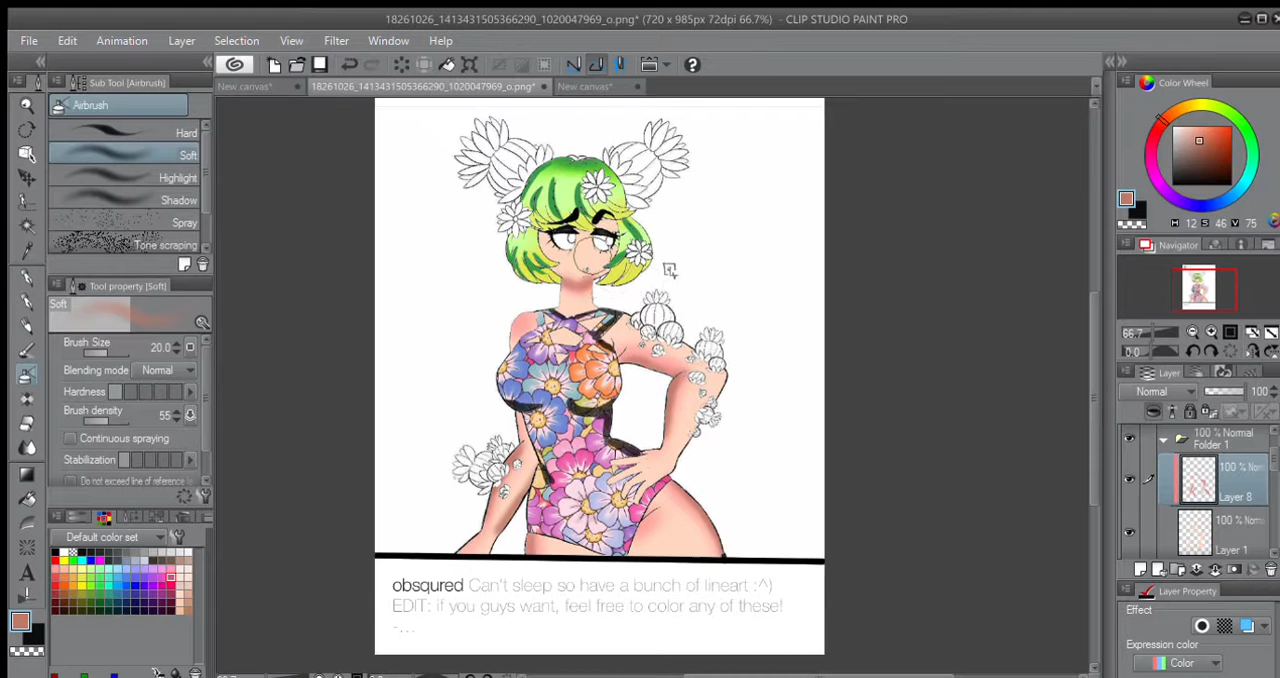 18261026_1413431505366290_1020047969_o.png* (720 x 985px 72dpi 66.7%)  - CLIP STUDIO PAINT PRO
File Edit Animation Layer Selection View Filter Window Help
Sub Tool [Airbrush]
New canvas*
18261026_1413431505366290_1020047969_o.png*
New canvas*
Color Wheel
Airbrush
Hard
Soft
Highlight
Shadow
Spray
Tone scraping
H 12 S 46 V 75
Navigator
Tool property [Soft]
Soft
66.7
0.0
Brush Size 20.0
Blending mode Normal
Hardness
Brush density 55
Continuous spraying
Stabilization
Do not exceed line of reference
Layer
Normal 100
100 % Normal
Folder 1
100 % Nor
Layer 8
100 % Nor
Layer 1
Default color set
obsqured Can't sleep so have a bunch of lineart :^)
EDIT: if you guys want, feel free to color any of these!
-...
Layer Property
Effect
Expression color
Color